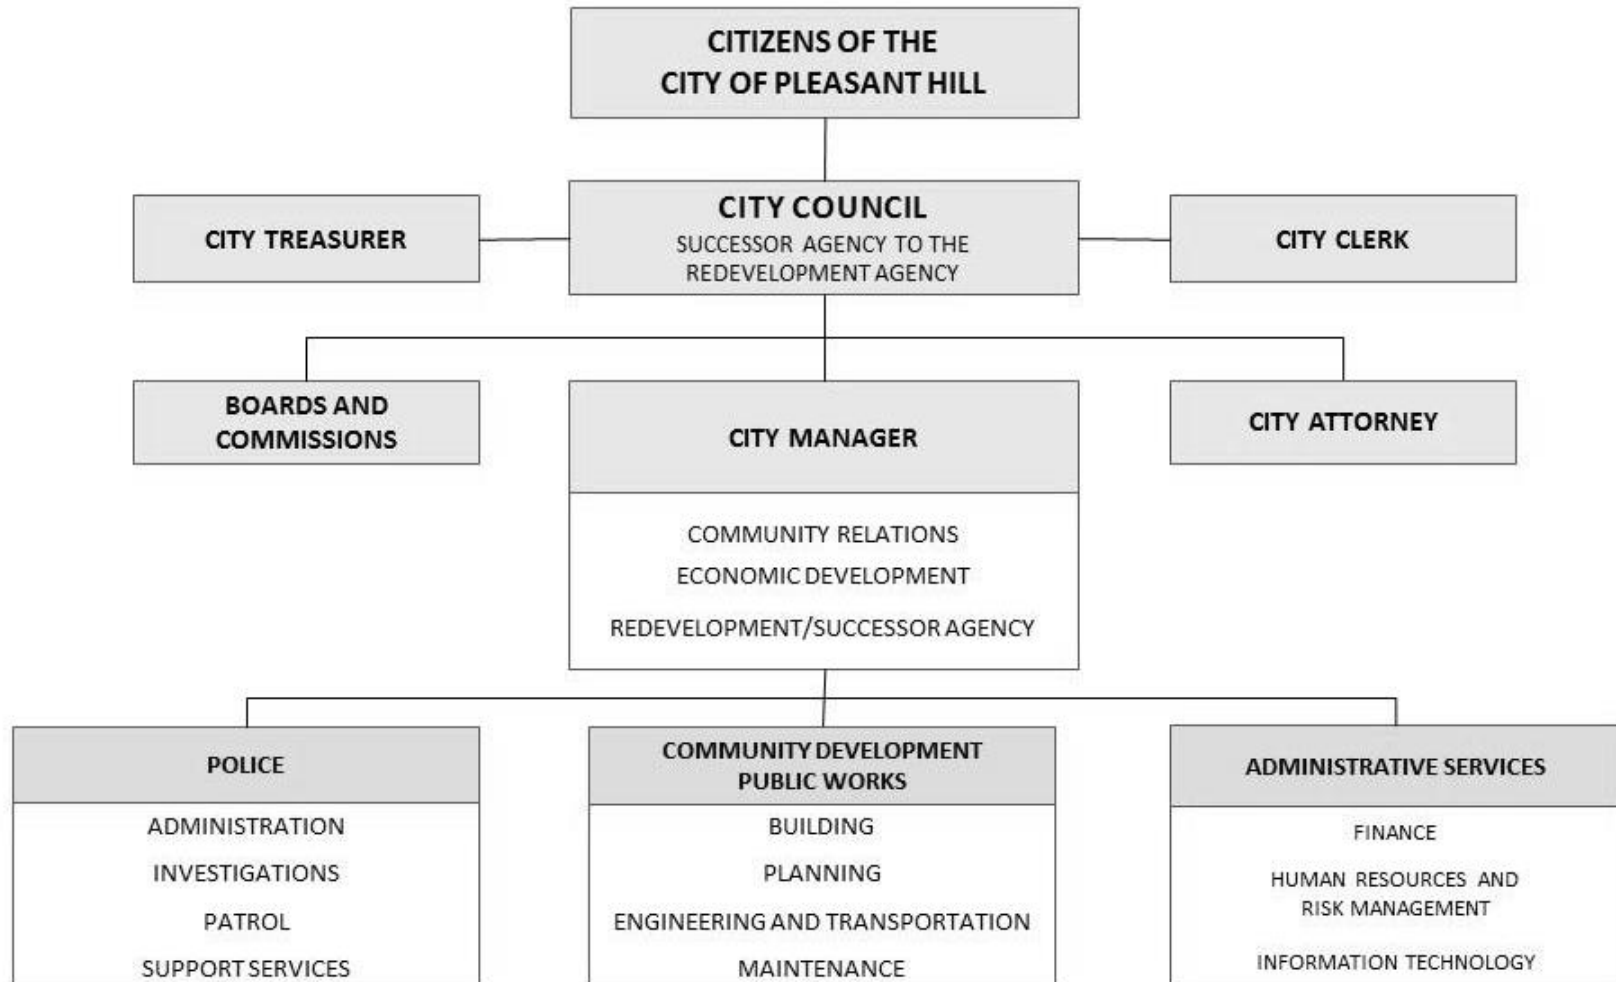 CITIZENS OF THE
CITY OF PLEASANT HILL
CITY TREASURER
CITY COUNCIL
SUCCESSOR AGENCY TO THE
REDEVELOPMENT AGENCY
CITY CLERK
BOARDS AND
COMMISSIONS
CITY MANAGER
COMMUNITY RELATIONS
ECONOMIC DEVELOPMENT
REDEVELOPMENT/SUCCESSOR AGENCY
CITY ATTORNEY
POLICE
ADMINISTRATION
INVESTIGATIONS
PATROL
SUPPORT SERVICES
COMMUNITY DEVELOPMENT
PUBLIC WORKS
BUILDING
PLANNING
ENGINEERING AND TRANSPORTATION
MAINTENANCE
ADMINISTRATIVE SERVICES
FINANCE
HUMAN RESOURCES AND
RISK MANAGEMENT
INFORMATION TECHNOLOGY